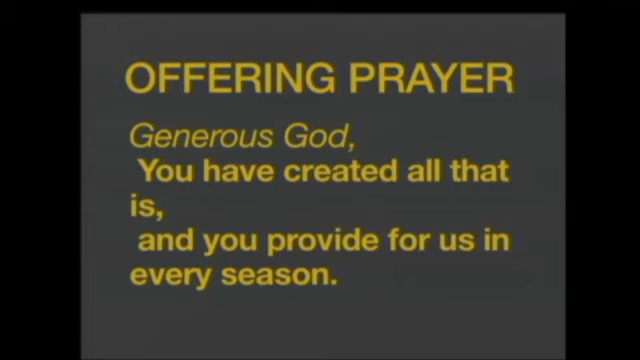 OFFERING PRAYER
Generous God,
You have created all that
is,
and you provide for us in
every season.